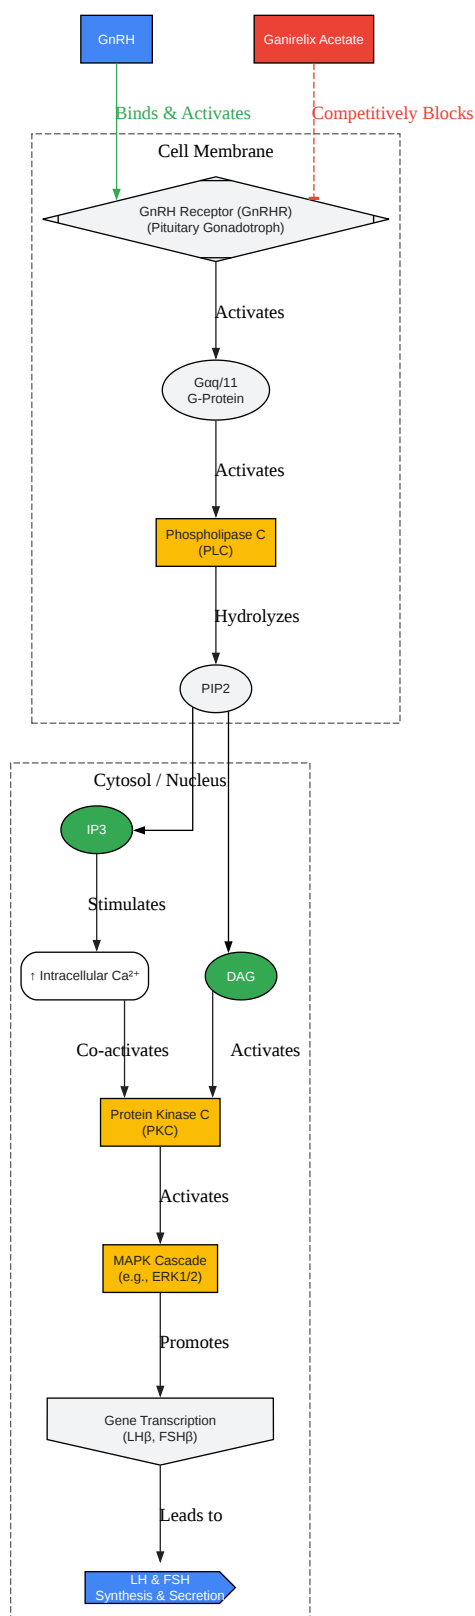 GnRH
Ganirelix Acetate
Binds & Activates
Competitively Blocks
Cell Membrane
GnRH Receptor (GnRHR)
(Pituitary Gonadotroph)
Activates
Gαq/11
G-Protein
Activates
Phospholipase C
(PLC)
Hydrolyzes
PIP2
Cytosol / Nucleus
IP3
Stimulates
↑ Intracellular Ca²⁺
DAG
Co-activates
Activates
Protein Kinase C
(PKC)
Activates
MAPK Cascade
(e.g., ERK1/2)
Promotes
Gene Transcription
(LHβ, FSHβ)
Leads to
LH & FSH
Synthesis & Secretion